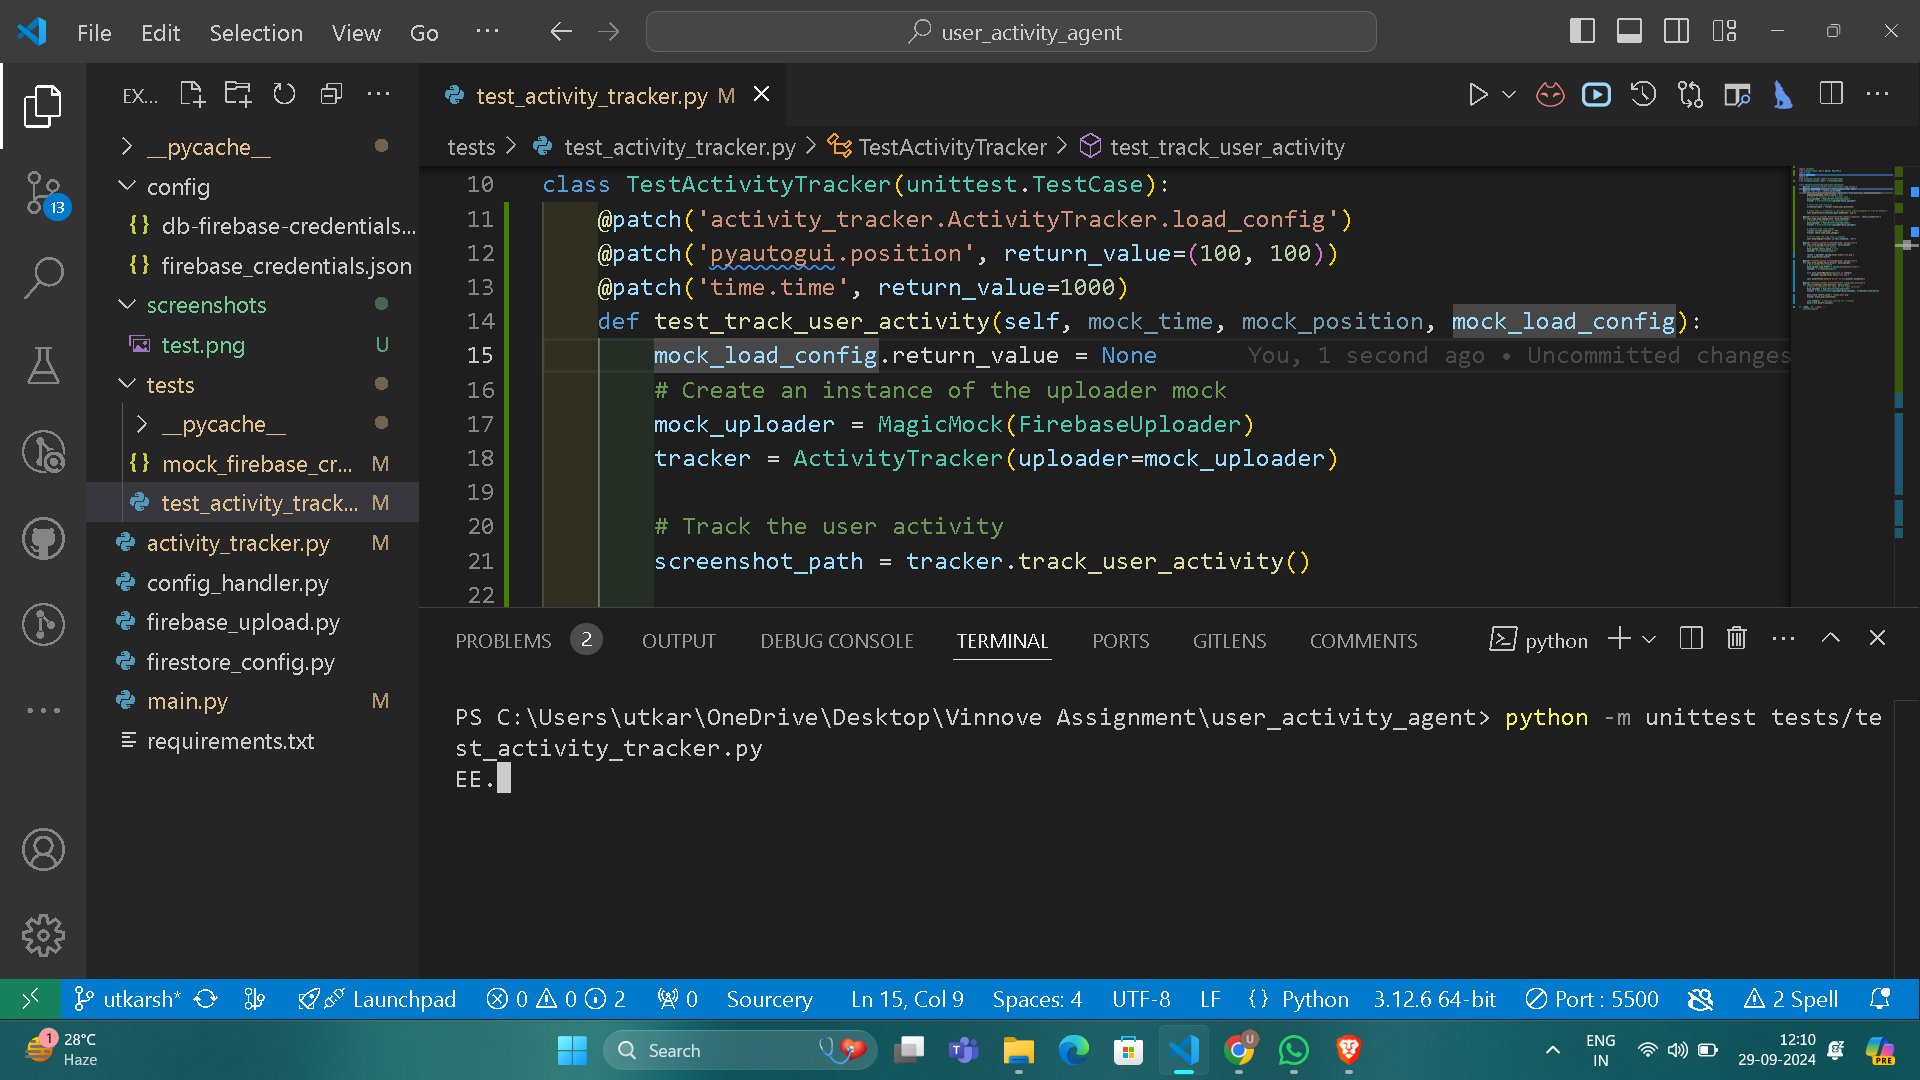 File Edit Selection View Go ··· user_activity_agent
EX...
__pycache__
config
{} db-firebase-credentials...
{} firebase_credentials.json
screenshots
test.png U
tests
__pycache__
{} mock_firebase_cr... M
test_activity_track... M
activity_tracker.py M
config_handler.py
firebase_upload.py
firestore_config.py
main.py M
requirements.txt
13
test_activity_tracker.py M
tests > test_activity_tracker.py > TestActivityTracker > test_track_user_activity
10 class TestActivityTracker(unittest.TestCase):
11 @patch('activity_tracker.ActivityTracker.load_config')
12 @patch('pyautogui.position', return_value=(100, 100))
13 @patch('time.time', return_value=1000)
14 def test_track_user_activity(self, mock_time, mock_position, mock_load_config):
15 mock_load_config.return_value = None You, 1 second ago • Uncommitted changes
16 # Create an instance of the uploader mock
17 mock_uploader = MagicMock(FirebaseUploader)
18 tracker = ActivityTracker(uploader=mock_uploader)
19
20 # Track the user activity
21 screenshot_path = tracker.track_user_activity()
22
PROBLEMS 2 OUTPUT DEBUG CONSOLE TERMINAL PORTS GITLENS COMMENTS python
PS C:\Users\utkar\OneDrive\Desktop\Vinnove Assignment\user_activity_agent> python -m unittest tests/te
st_activity_tracker.py
EE.
utkarsh* Launchpad 0 0 2 0 Sourcery Ln 15, Col 9 Spaces: 4 UTF-8 LF {} Python 3.12.6 64-bit Port : 5500 2 Spell
1 28°C
Haze
Search
U
ENG
IN
12:10
29-09-2024
PRE